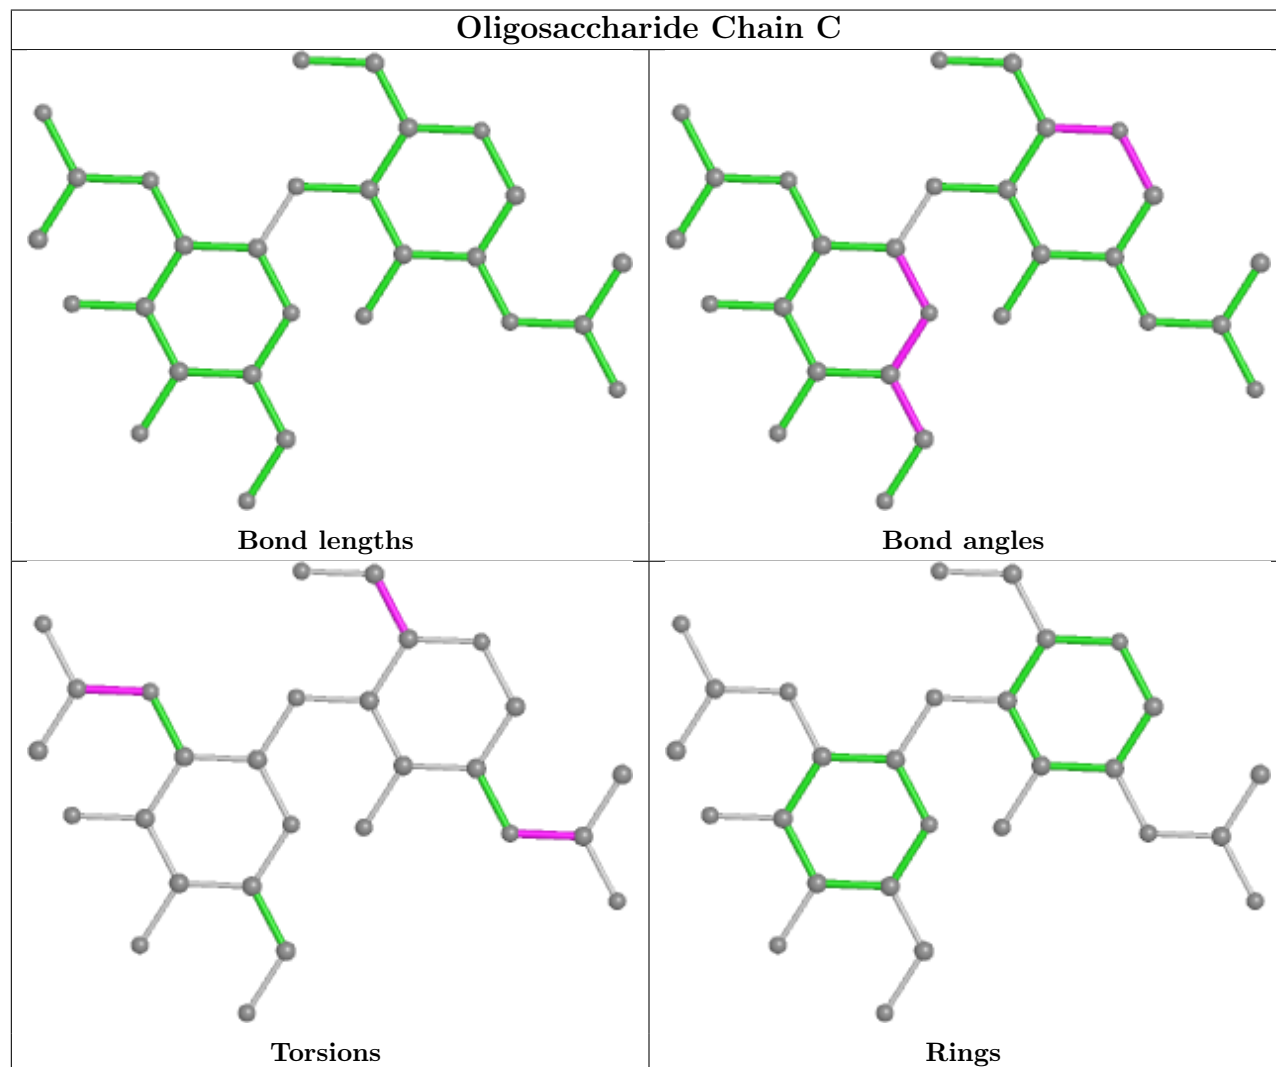 Oligosaccharide Chain C
Bond lengths
Bond angles
Torsions
Rings